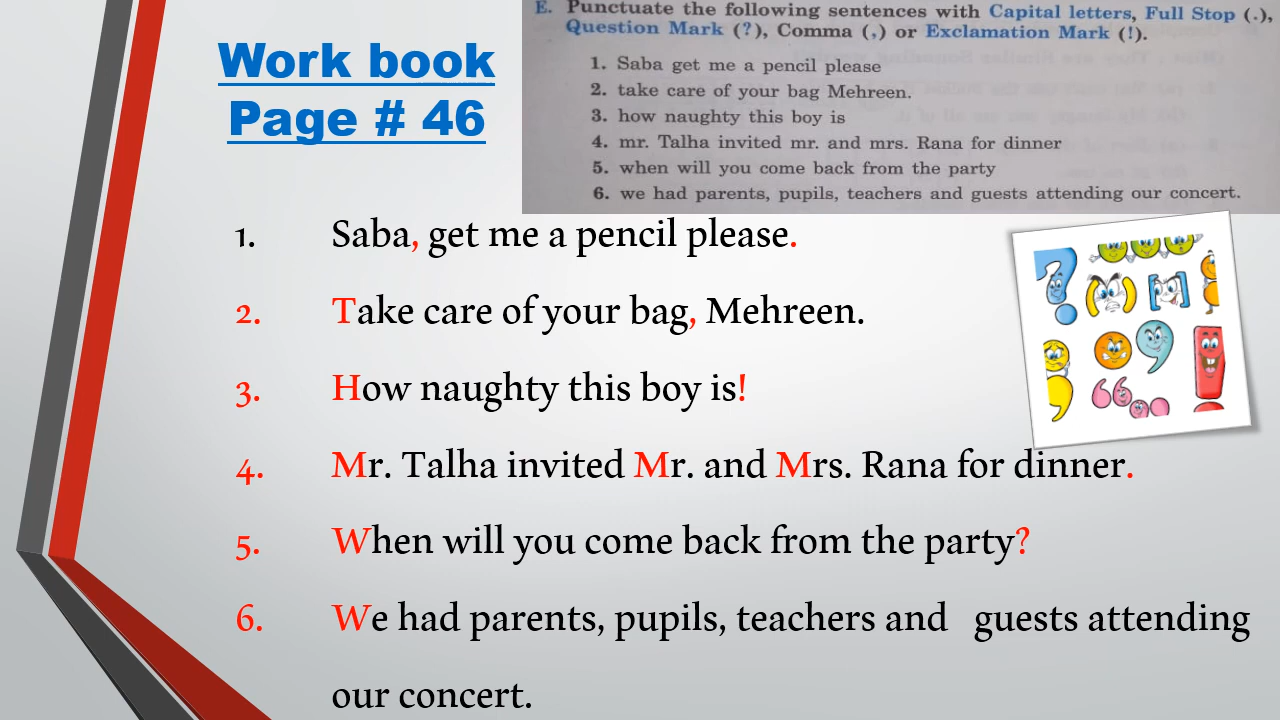 Work book
Page # 46
E. Punctuate the following sentences with Capital letters, Full Stop (.),
Question Mark (?), Comma (,) or Exclamation Mark (!).
1. Saba get me a pencil please
2. take care of your bag Mehreen.
3. how naughty this boy is
4. mr. Talha invited mr. and mrs. Rana for dinner
5. when will you come back from the party
6. we had parents, pupils, teachers and guests attending our concert.
1. Saba, get me a pencil please.
2. Take care of your bag, Mehreen.
3. How naughty this boy is!
4. Mr. Talha invited Mr. and Mrs. Rana for dinner.
5. When will you come back from the party?
6. We had parents, pupils, teachers and guests attending
our concert.